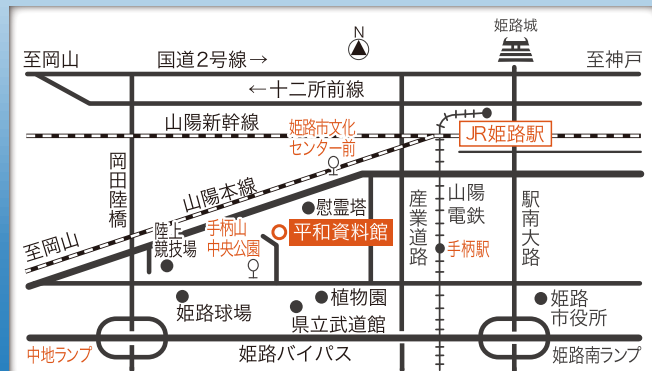 姫路城
N
至岡山
国道2号線→
至神戸
←十二所前線
山陽新幹線
姫路市文化
センター前
JR姫路駅
岡田陸橋
山陽本線
産業道路
山陽
電鉄
駅南大路
慰霊塔
陸上
競技場
手柄山
中央公園
平和資料館
手柄駅
至岡山
植物園
姫路
市役所
姫路球場
県立武道館
中地ランプ
姫路バイパス
姫路南ランプ